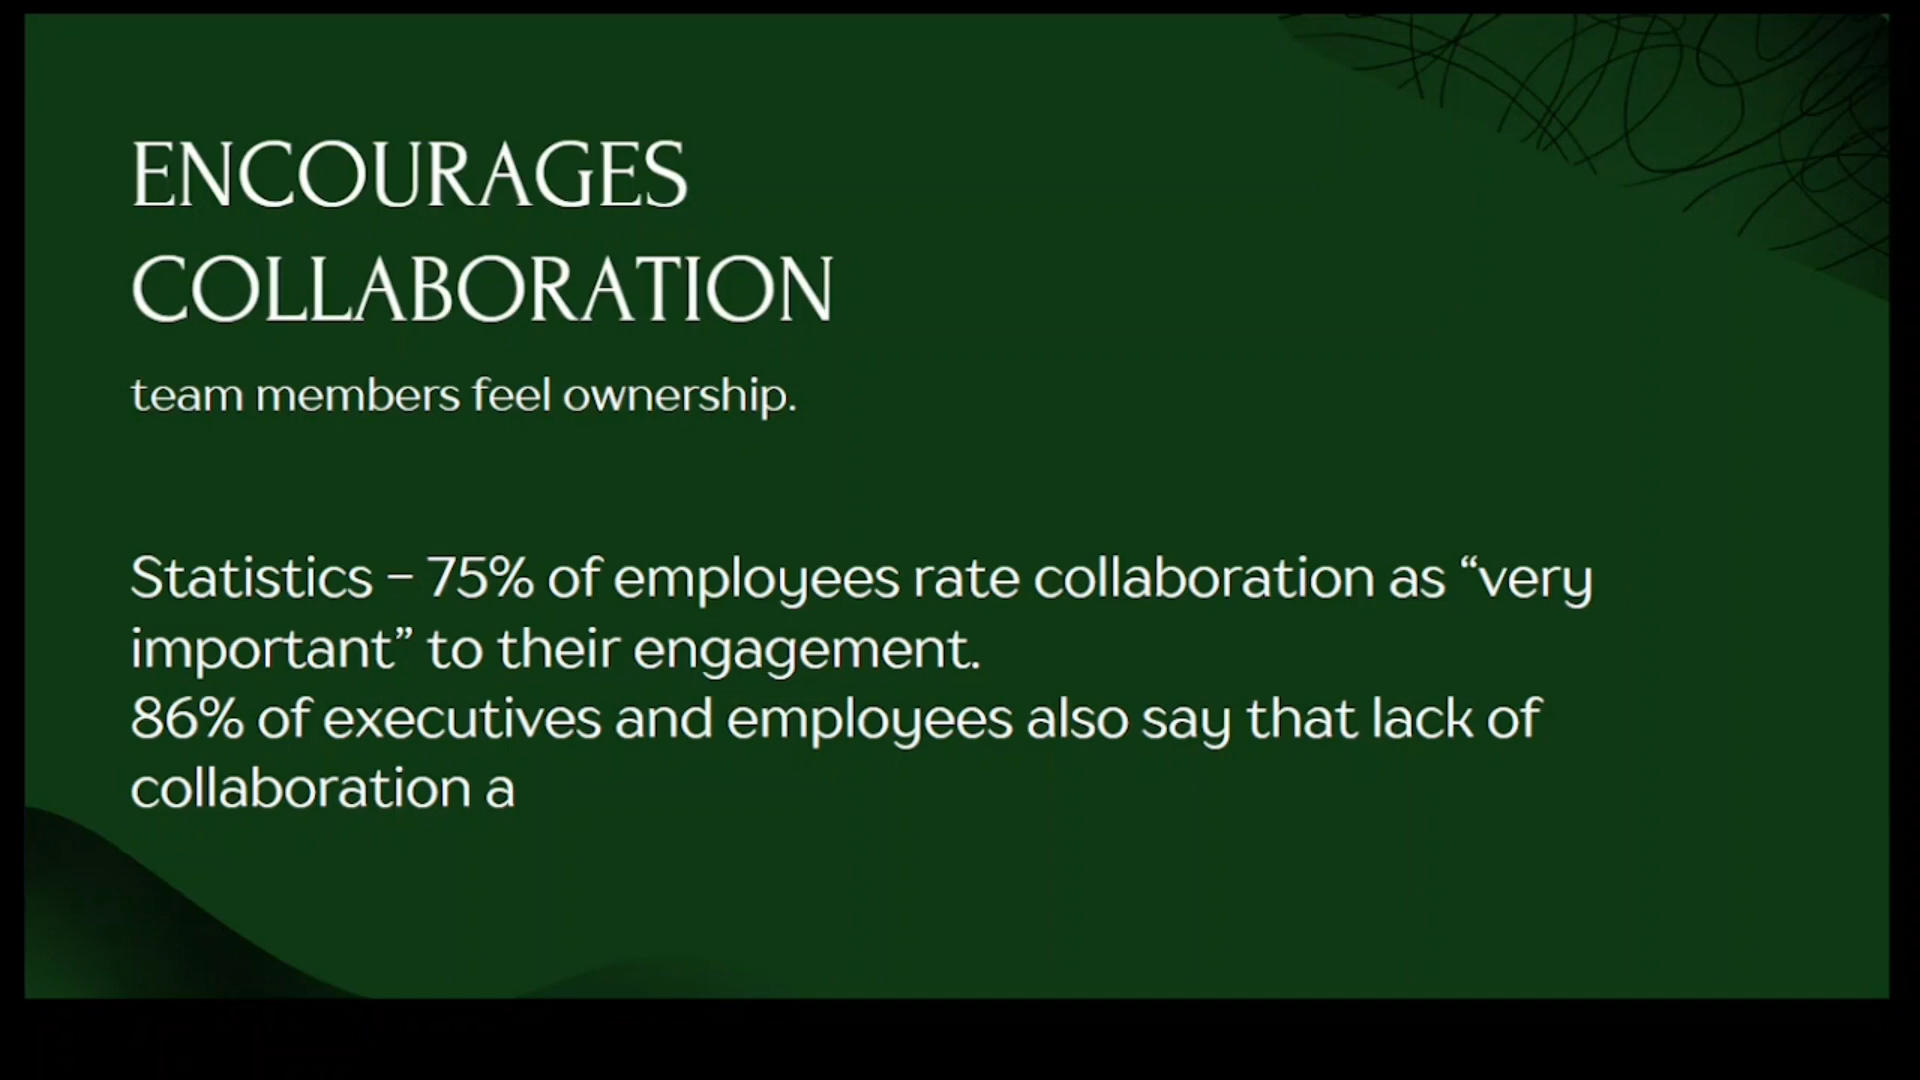 ENCOURAGES
COLLABORATION
team members feel ownership.
Statistics – 75% of employees rate collaboration as “very
important” to their engagement.
86% of executives and employees also say that lack of
collaboration a